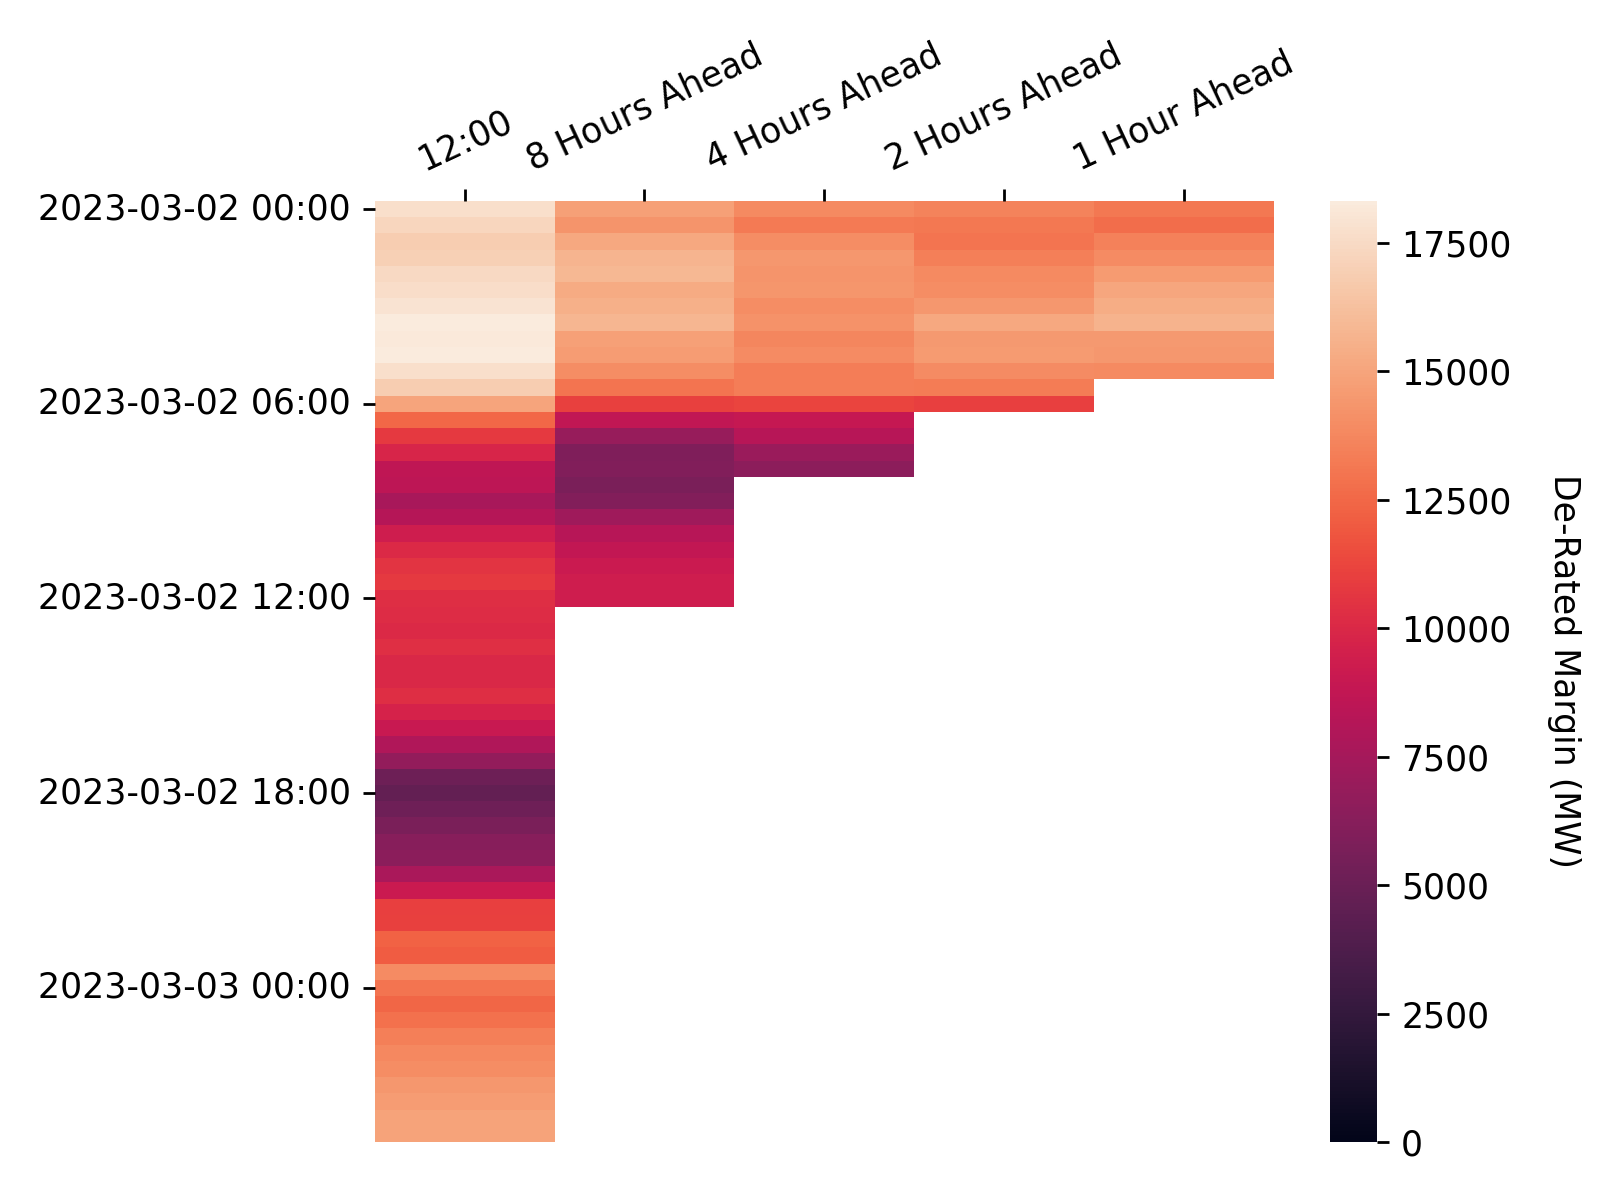 12:00
8 Hours Ahead
4 Hours Ahead
2 Hours Ahead
1 Hour Ahead
2023-03-02 00:00
2023-03-02 06:00
2023-03-02 12:00
2023-03-02 18:00
2023-03-03 00:00
17500
15000
12500
10000
7500
5000
2500
0
De-Rated Margin (MW)